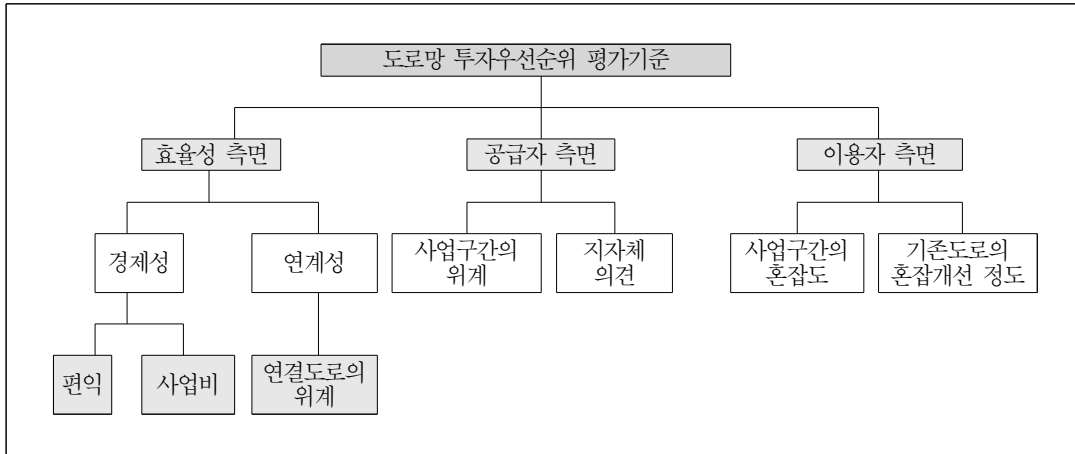 도로망 투자우선순위 평가기준
효율성 측면
공급자 측면
이용자 측면
경제성
연계성
사업구간의
위계
지자체
의견
사업구간의
혼잡도
기존도로의
혼잡개선 정도
편익
사업비
연결도로의
위계